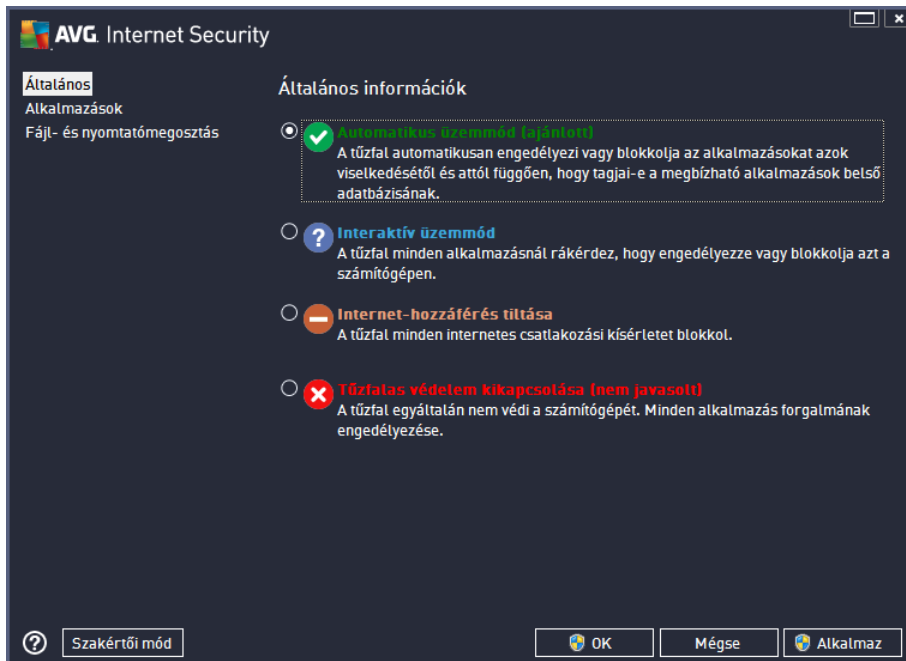 AVG. Internet Security
Általános
Alkalmazások
Fájl- és nyomtatómegosztás
Általános információk
Automatikus üzemmód (ajánlott)
A tűzfal automatikusan engedélyezi vagy blokkolja az alkalmazásokat azok
viselkedésétől és attól függően, hogy tagjai-e a megbízható alkalmazások belső
adatbázisának.
Interaktív üzemmód
A tűzfal minden alkalmazásnál rákérdez, hogy engedélyezze vagy blokkolja azt a
számítógépen.
Internet-hozzáférés tiltása
A tűzfal minden internetes csatlakozási kísérletet blokkol.
Tűzfalas védelem kikapcsolása (nem javasolt)
A tűzfal egyáltalán nem védi a számítógépét. Minden alkalmazás forgalmának
engedélyezése.
Szakértői mód
OK
Mégse
Alkalmaz